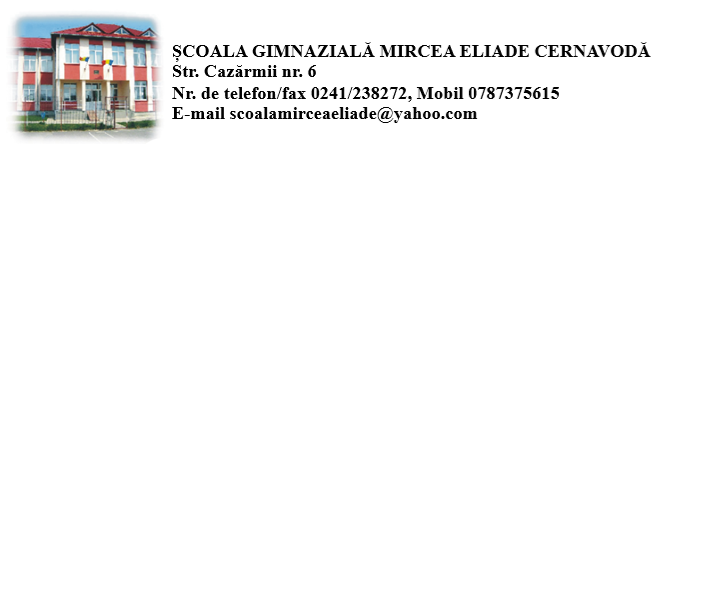 ȘCOALA GIMNAZIALĂ MIRCEA ELIADE CERNAVODĂ
Str. Cazărmii nr. 6
Nr. de telefon/fax 0241/238272, Mobil 0787375615
E-mail scoalamirceaeliade@yahoo.com